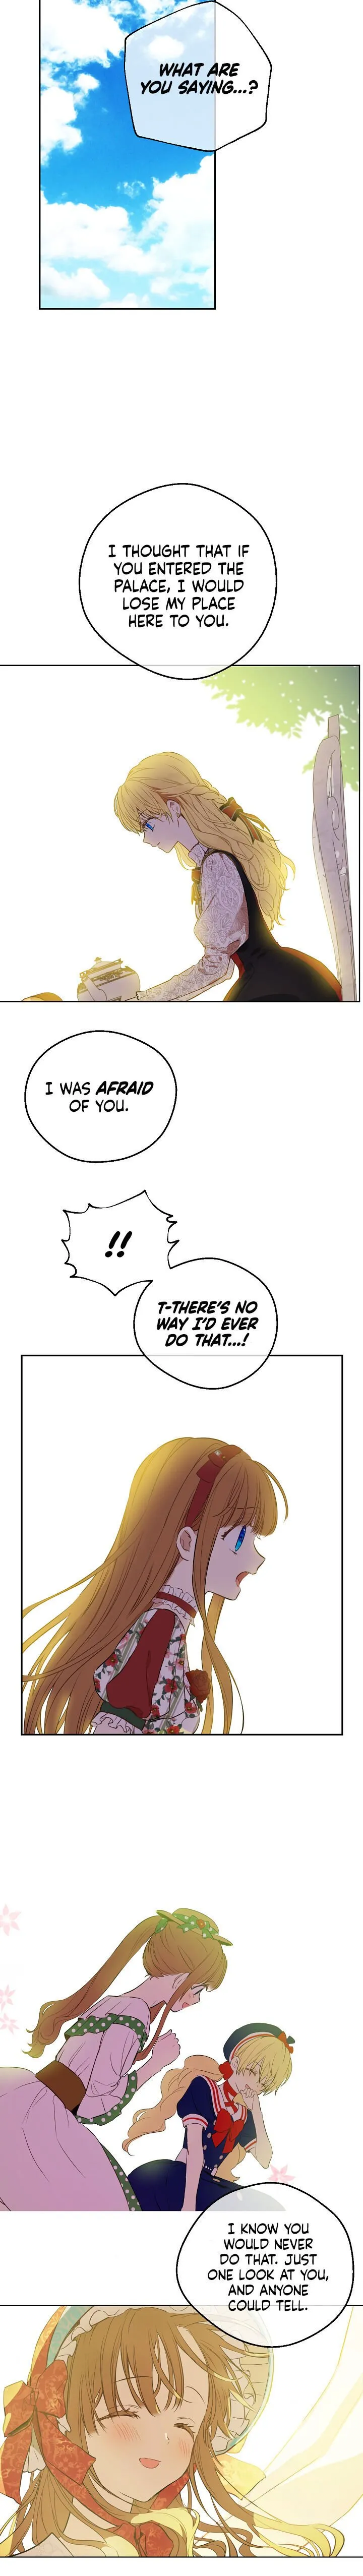 WHAT ARE
YOU SAYING...?
I THOUGHT THAT IF
YOU ENTERED THE
PALACE, I WOULD
LOSE MY PLACE
HERE TO YOU.
I WAS AFRAID
OF YOU.
!!
T-THERE'S NO
WAY I'D EVER
DO THAT...!
I KNOW YOU
WOULD NEVER
DO THAT. JUST
ONE LOOK AT YOU,
AND ANYONE
COULD TELL.